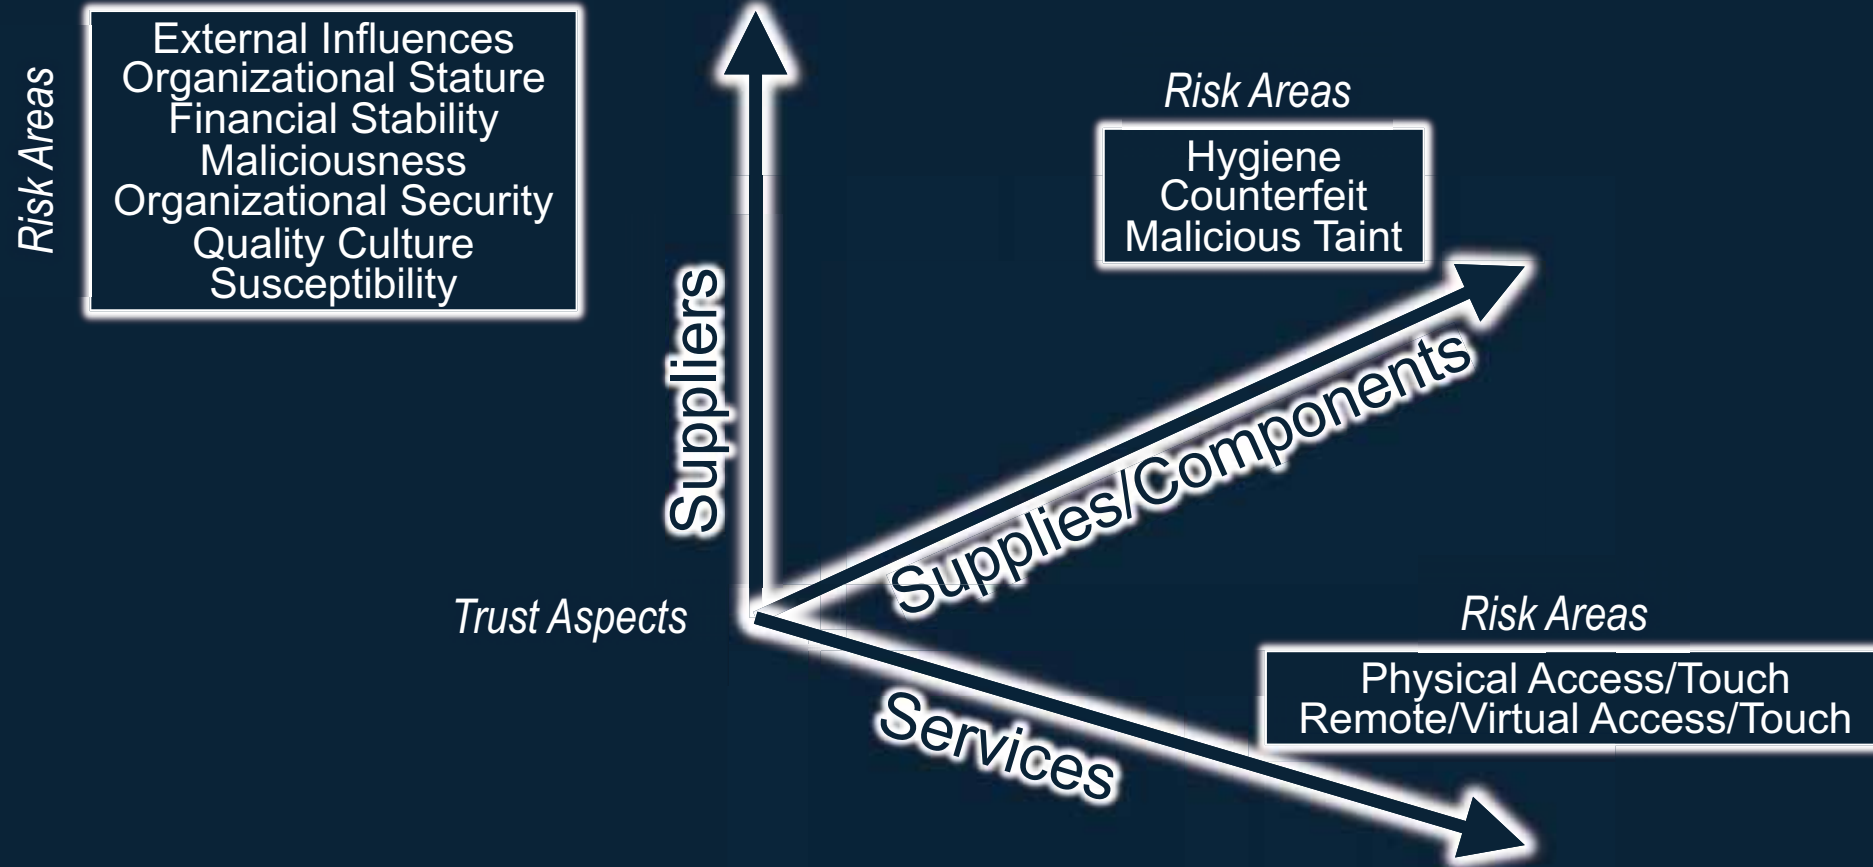 Risk Areas
External Influences
Organizational Stature
Financial Stability
Maliciousness
Organizational Security
Quality Culture
Susceptibility
Suppliers
Risk Areas
Hygiene
Counterfeit
Malicious Taint
Supplies/Components
Trust Aspects
Risk Areas
Physical Access/Touch
Remote/Virtual Access/Touch
Services